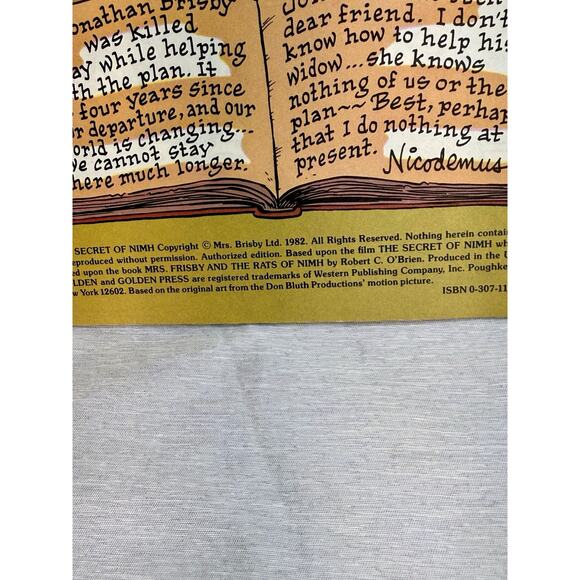 Jonathan Brisby
was killed
while helping
with the plan. It
four years since
departure, and our
world is changing...
We cannot stay
here much longer.
dear friend. I don't
know how to help his
widow...she knows
nothing of us or the
plan~~ Best, perhap
that I do nothing at
present.
Nicodemus
SECRET OF NIMH Copyright © Mrs. Brisby Ltd. 1982. All Rights Reserved. Nothing herein contai
eproduced without permission. Authorized edition. Based upon the film THE SECRET OF NIMH wh
ed upon the book MRS. FRISBY AND THE RATS OF NIMH by Robert C. O'Brien. Produced in the U
LDEN and GOLDEN PRESS are registered trademarks of Western Publishing Company, Inc. Poughke
w York 12602. Based on the original art from the Don Bluth Productions' motion picture.
ISBN 0-307-11